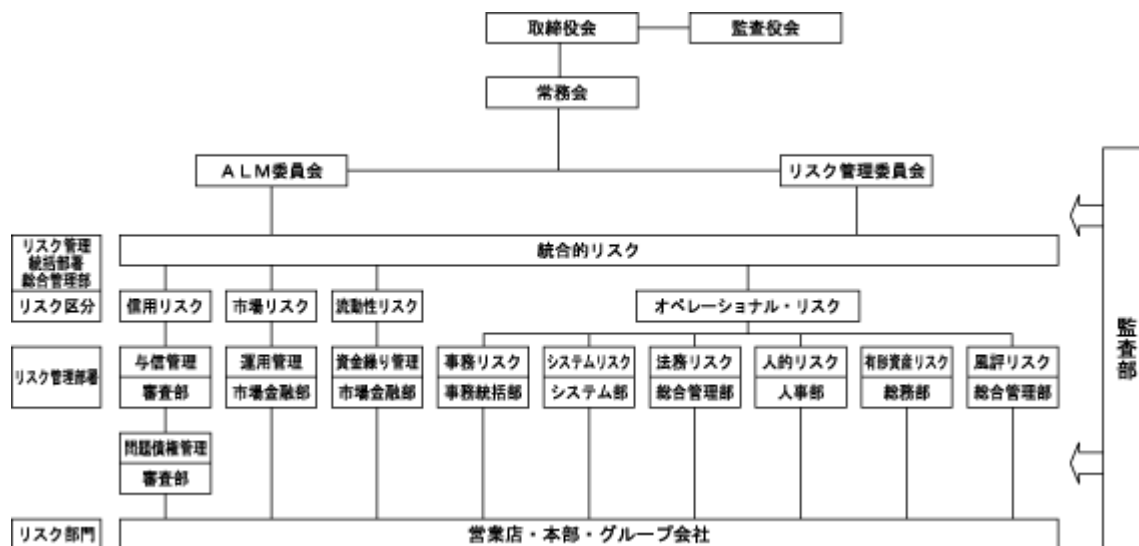 取締役会
監査役会
常務会
ALM委員会
リスク管理委員会
リスク管理
統括部署
総合管理部
統合的リスク
リスク区分
信用リスク
市場リスク
流動性リスク
オペレーショナル・リスク
監査部
リスク管理部署
与信管理
審査部
運用管理
市場金融部
資金繰り管理
市場金融部
事務リスク
事務統括部
システムリスク
システム部
法務リスク
総合管理部
人的リスク
人事部
有形資産リスク
総務部
風評リスク
総合管理部
問題債権管理
審査部
リスク部門
営業店・本部・グループ会社